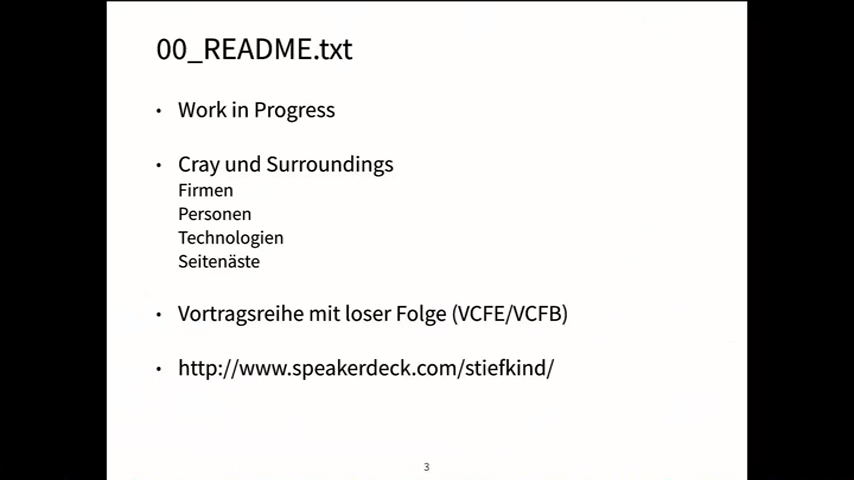 00_README.txt
• Work in Progress
• Cray und Surroundings
Firmen
Personen
Technologien
Seitenäste
• Vortragsreihe mit loser Folge (VCFE/VCFB)
• http://www.speakerdeck.com/stiefkind/
3